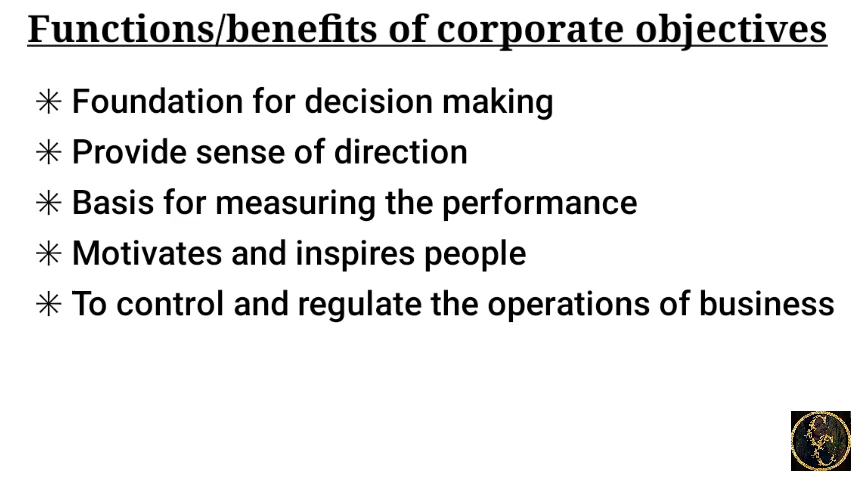 Functions/benefits of corporate objectives
✳ Foundation for decision making
✳ Provide sense of direction
✳ Basis for measuring the performance
✳ Motivates and inspires people
✳ To control and regulate the operations of business